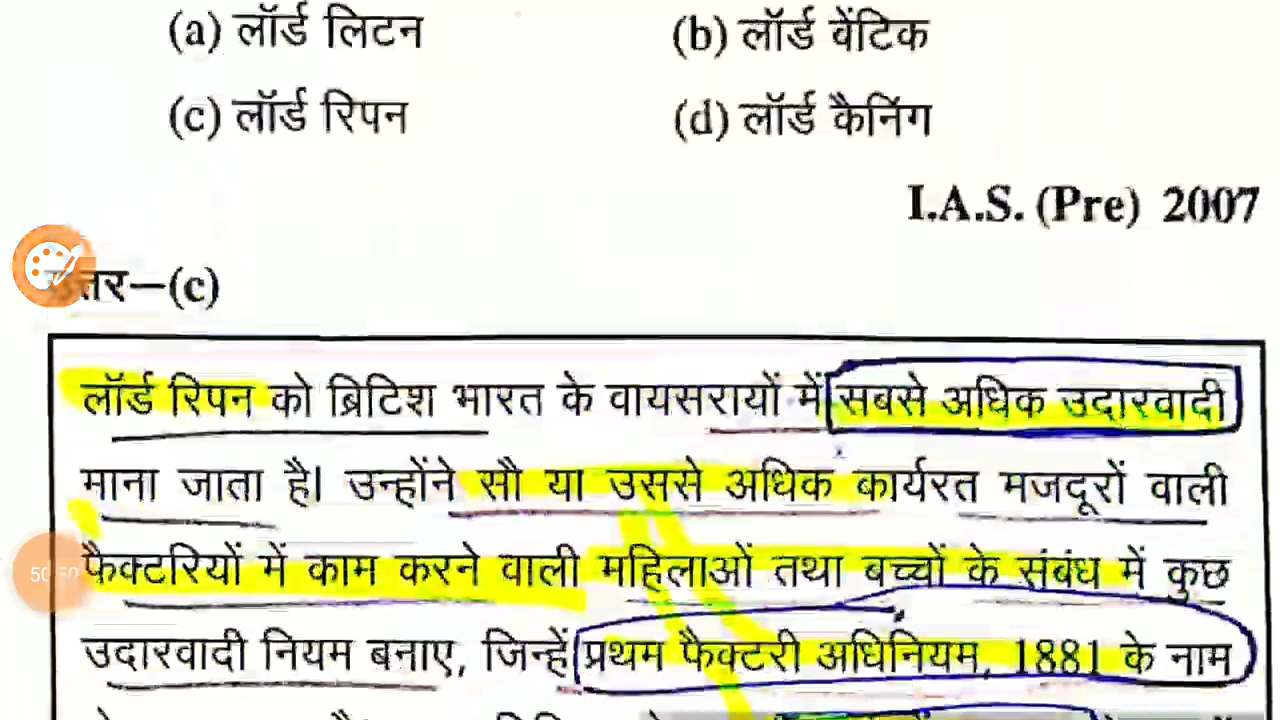 (a) लॉर्ड लिटन (b) लॉर्ड वेंटिक
(c) लॉर्ड रिपन (d) लॉर्ड कैनिंग
I.A.S. (Pre) 2007
उत्तर–(c)
लॉर्ड रिपन को ब्रिटिश भारत के वायसरायों में सबसे अधिक उदारवादी
माना जाता है। उन्होंने सौ या उससे अधिक कार्यरत मजदूरों वाली
फैक्टरियों में काम करने वाली महिलाओं तथा बच्चों के संबंध में कुछ
उदारवादी नियम बनाए, जिन्हें प्रथम फैक्टरी अधिनियम, 1881 के नाम